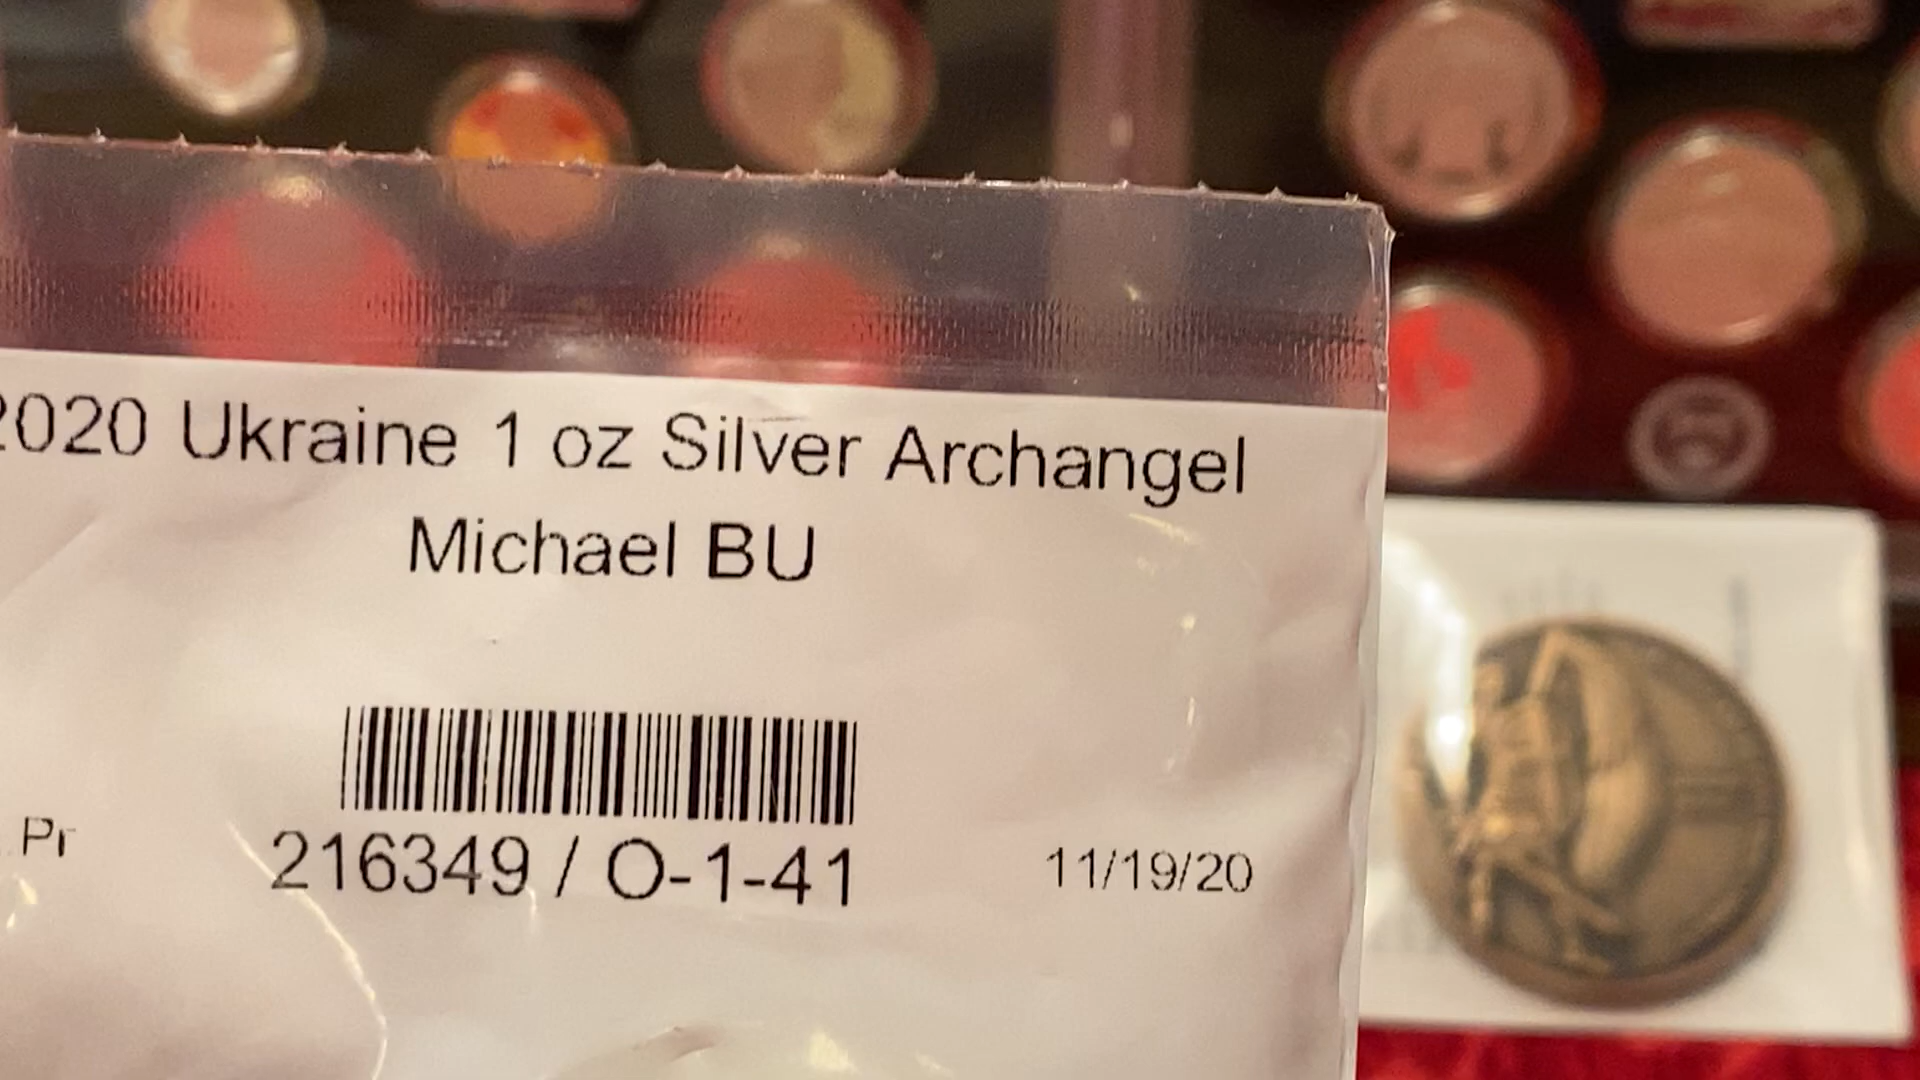 2020 Ukraine 1 oz Silver Archangel
Michael BU
Pr
216349 / O-1-41
11/19/20